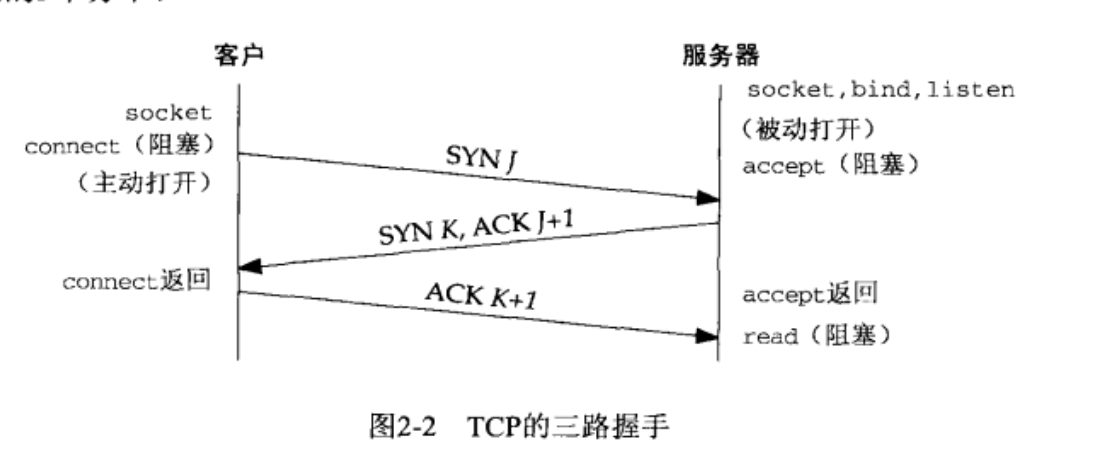 客户
服务器
socket
connect（阻塞）
（主动打开）
socket,bind,listen
（被动打开）
accept（阻塞）
SYN J
SYN K, ACK J+1
connect返回
ACK K+1
accept返回
read（阻塞）
图2-2 TCP的三路握手